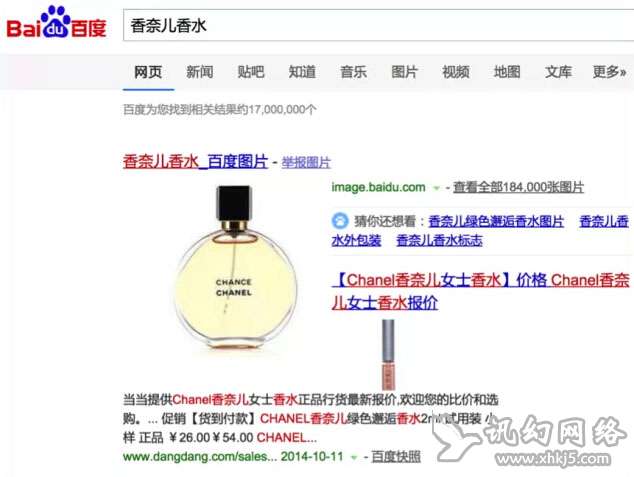 Bai du 百度
香奈儿香水
网页 新闻 贴吧 知道 音乐 图片 视频 地图 文库 更多»
百度为您找到相关结果约17,000,000个
香奈儿香水_百度图片 - 举报图片
image.baidu.com - 查看全部184,000张图片
猜你还想看: 香奈儿绿色邂逅香水图片 香奈儿香
水外包装 香奈儿香水标志
CHANCE
CHANEL
【Chanel香奈儿女士香水】价格 Chanel香奈
儿女士香水报价
当当提供Chanel香奈儿女士香水正品行货最新报价,欢迎您的比价和选
购。... 促销【货到付款】CHANEL香奈儿绿色邂逅香水2ml/试用装 小
样 正品 ￥26.00￥54.00 CHANEL...
www.dangdang.com/sales... 2014-10-11 - 百度快照
讯幻网络
www.xhkj5.com